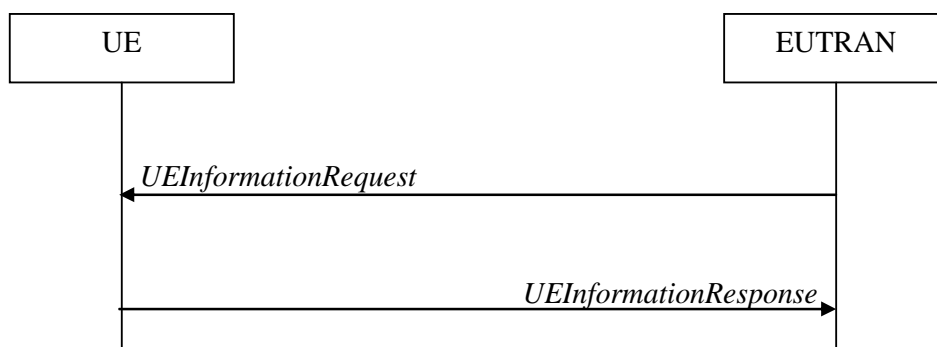 UE
EUTRAN
UEInformationRequest
UEInformationResponse